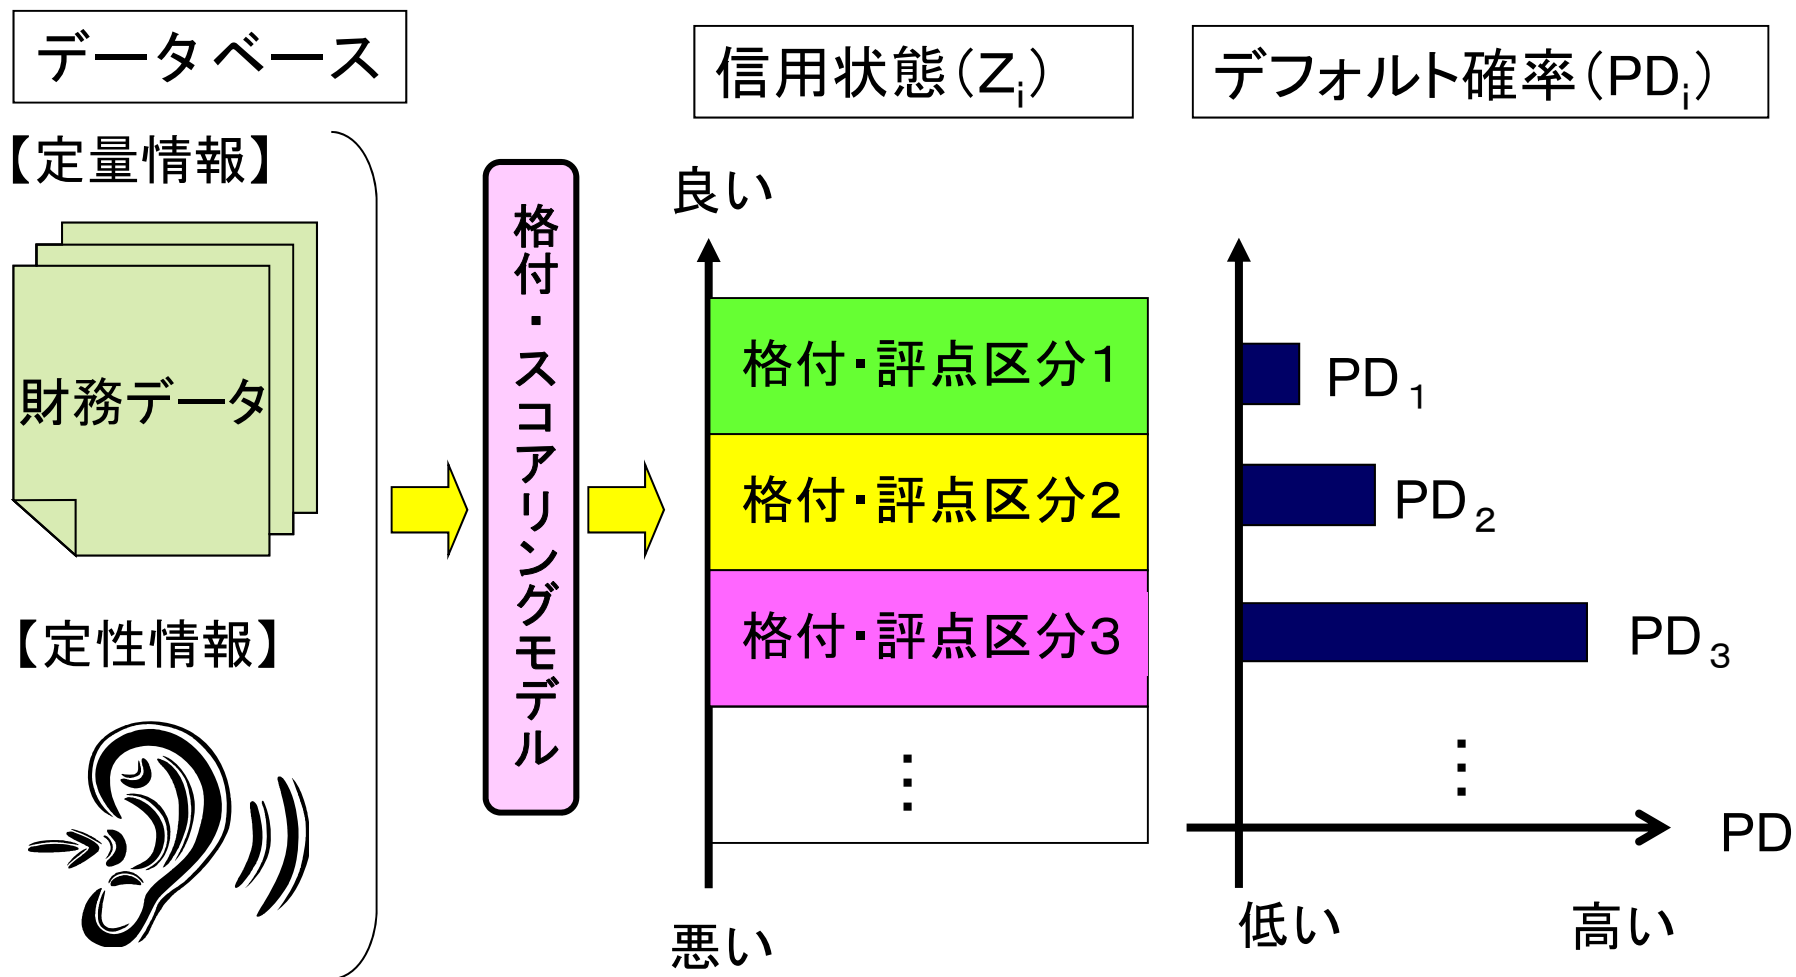 データベース
【定量情報】
財務データ
【定性情報】
格付・スコアリングモデル
信用状態（Zi）
良い
格付・評点区分１
格付・評点区分２
格付・評点区分３
⋮
悪い
デフォルト確率（PDi）
PD１
PD２
PD３
⋮
PD
低い
高い